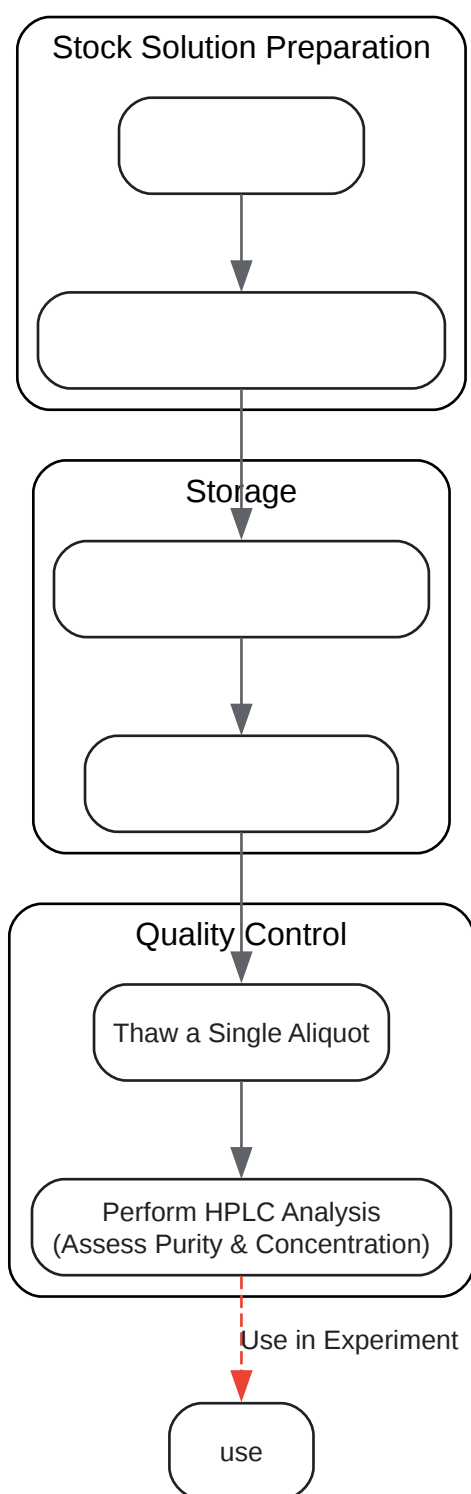 Stock Solution Preparation
Storage
Quality Control
Thaw a Single Aliquot
Perform HPLC Analysis
(Assess Purity & Concentration)
Use in Experiment
use